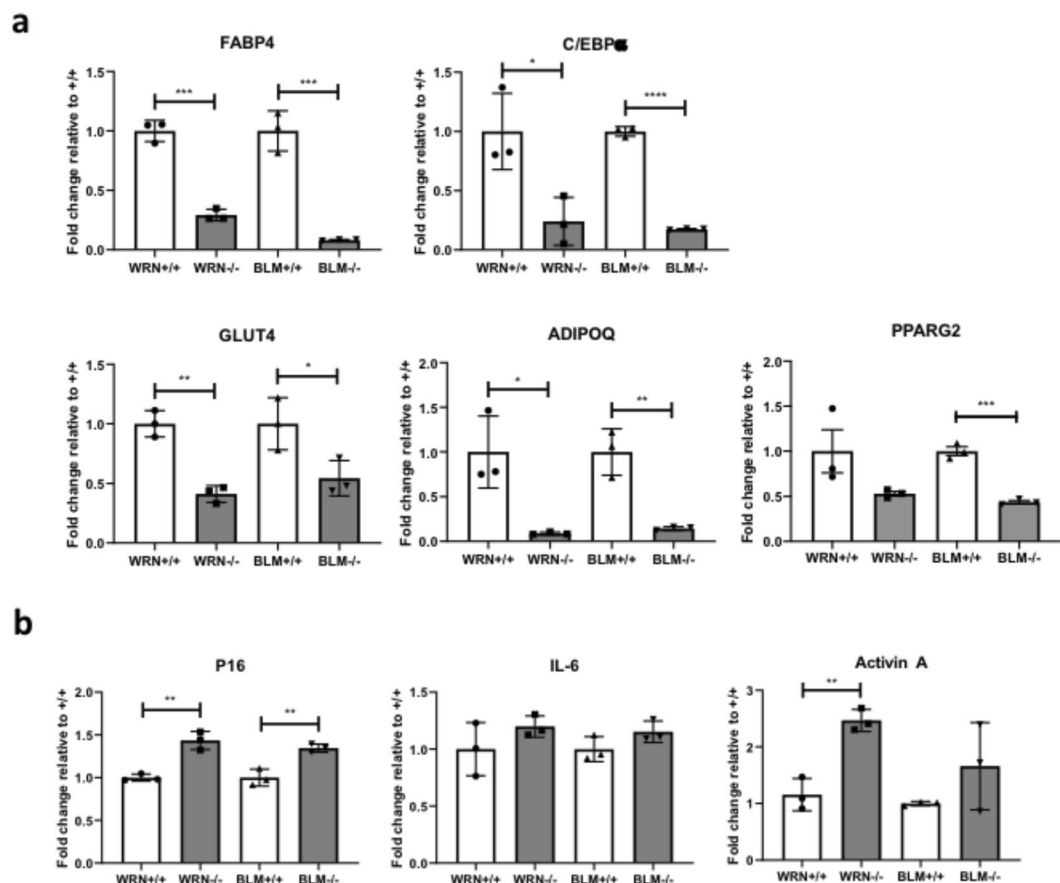 a
FABP4
Fold change relative to +/+
1.5
1.0
0.5
0.0
***
***
WRN+/+ WRN-/- BLM+/+ BLM-/-
Fold change relative to +/+
1.5
1.0
0.5
0.0
*
****
WRN+/+ WRN-/- BLM+/+ BLM-/-
GLUT4
Fold change relative to +/+
1.5
1.0
0.5
0.0
**
*
WRN+/+ WRN-/- BLM+/+ BLM-/-
ADIPOQ
Fold change relative to +/+
2.0
1.5
1.0
0.5
0.0
*
**
WRN+/+ WRN-/- BLM+/+ BLM-/-
PPARG2
Fold change relative to +/+
2.0
1.5
1.0
0.5
0.0
***
WRN+/+ WRN-/- BLM+/+ BLM-/-
b
P16
Fold change relative to +/+
2.0
1.5
1.0
0.5
0.0
**
**
WRN+/+ WRN-/- BLM+/+ BLM-/-
IL-6
Fold change relative to +/+
1.5
1.0
0.5
0.0
WRN+/+ WRN-/- BLM+/+ BLM-/-
Activin A
Fold change relative to +/+
3
2
1
0
**
WRN+/+ WRN-/- BLM+/+ BLM-/-